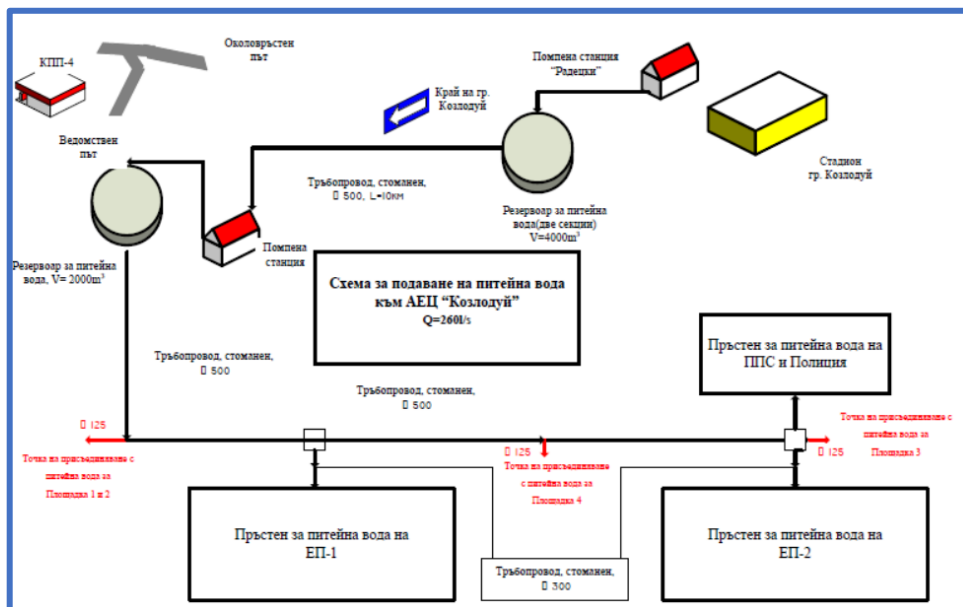 Околовръстен
път
КПП-4
Помпена станция
“Радецки”
Край на гр.
Козлодуй
Ведомствен
път
Стадион
гр. Козлодуй
Тръбопровод, стоманен,
▯ 500, L=10км
Резервоар за питейна
вода(две секции)
V=4000m³
Помпена
станция
Резервоар за питейна
вода, V= 2000m³
Схема за подаване на питейна вода
към АЕЦ “Козлодуй”
Q=260l/s
Пръстен за питейна вода на
ППС и Полиция
Тръбопровод, стоманен,
▯ 500
Тръбопровод, стоманен,
▯ 500
▯ 125
Точка на присъединяване с
питейна вода за
Площадка 1 и 2
▯ 125
Точка на присъединяване
с питейна вода за
Площадка 4
Точка на присъединяване с
питейна вода за
Площадка 3
▯ 125
Пръстен за питейна вода на
ЕП-1
Пръстен за питейна вода на
ЕП-2
Тръбопровод, стоманен,
▯ 300